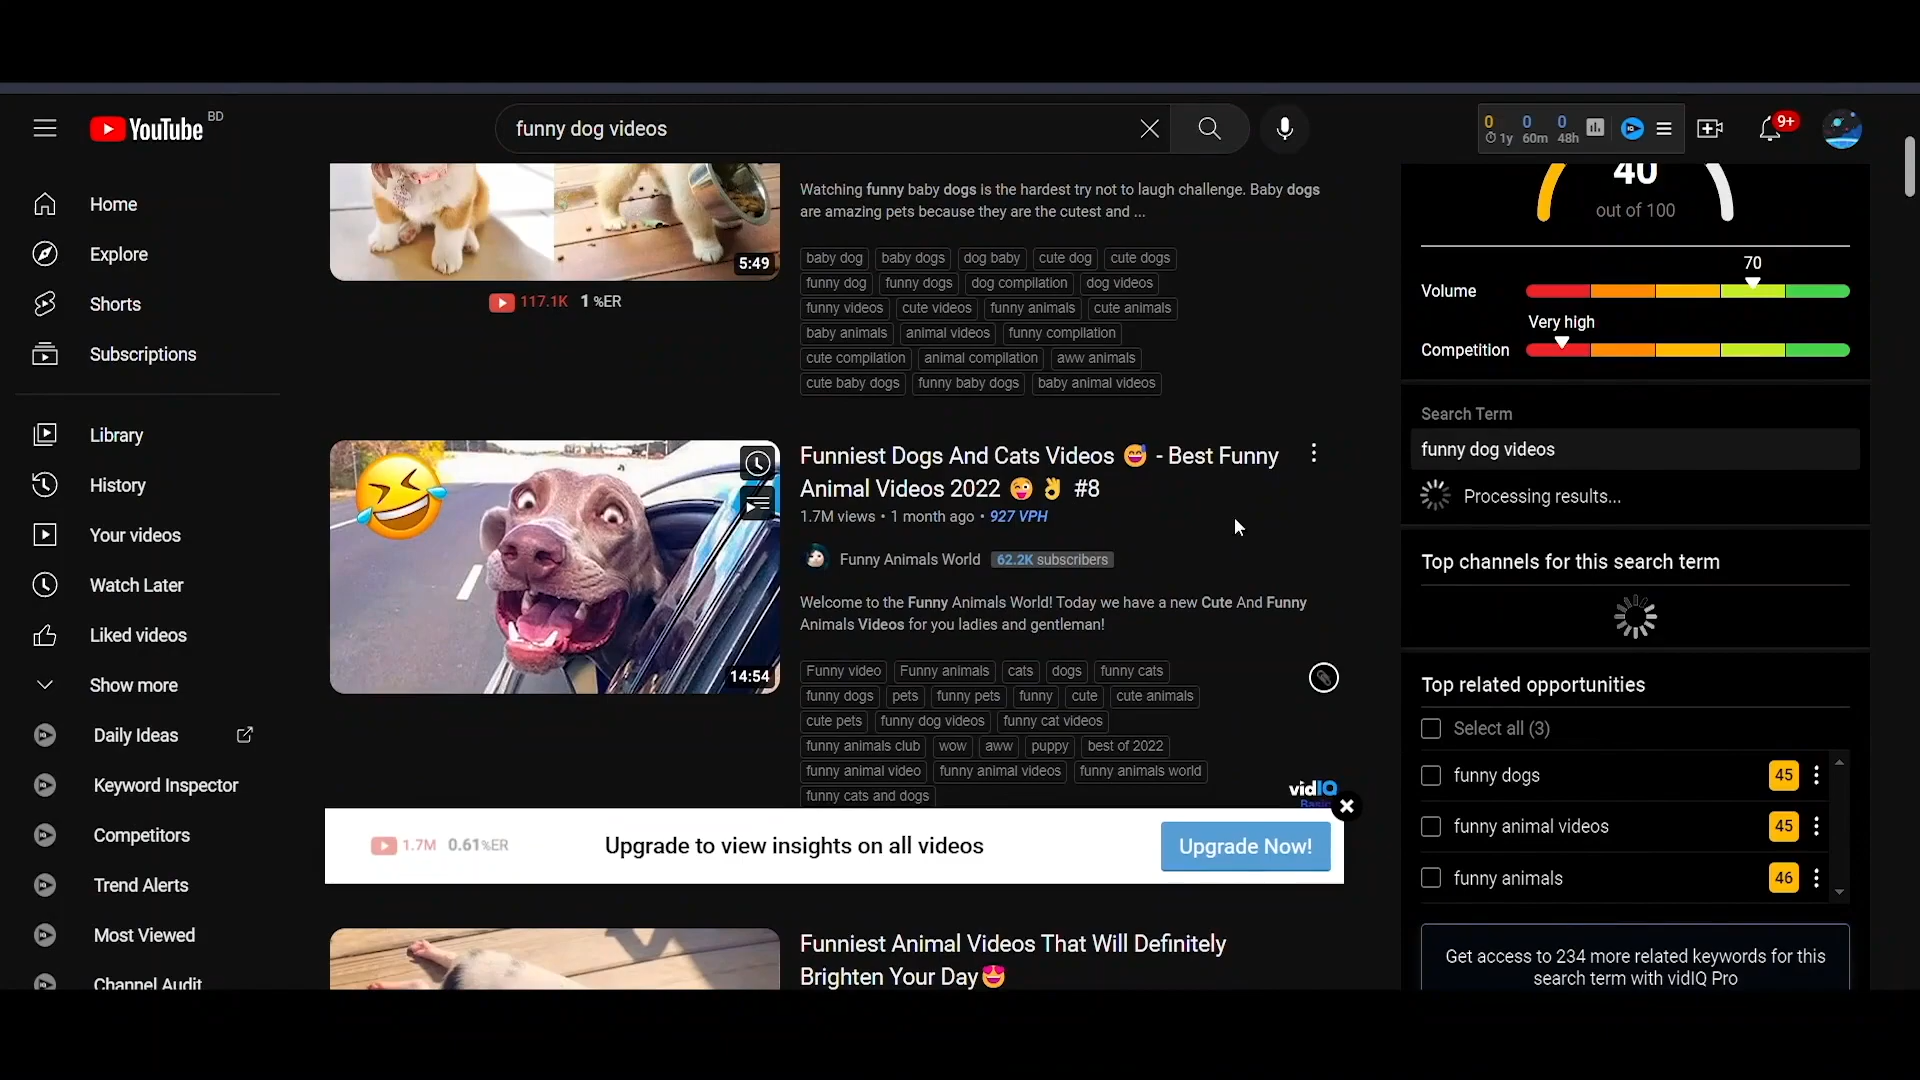 YouTube BD
funny dog videos
0 0 0
1y 60m 48h
9+
Home
Explore
Shorts
Subscriptions
Library
History
Your videos
Watch Later
Liked videos
Show more
Daily Ideas
Keyword Inspector
Competitors
Trend Alerts
Most Viewed
Channel Audit
5:49
117.1K 1 %ER
Watching funny baby dogs is the hardest try not to laugh challenge. Baby dogs
are amazing pets because they are the cutest and ...
baby dog baby dogs dog baby cute dog cute dogs
funny dog funny dogs dog compilation dog videos
funny videos cute videos funny animals cute animals
baby animals animal videos funny compilation
cute compilation animal compilation aww animals
cute baby dogs funny baby dogs baby animal videos
14:54
Funniest Dogs And Cats Videos 😅 - Best Funny
Animal Videos 2022 😜 👌 #8
1.7M views • 1 month ago • 927 VPH
Funny Animals World 62.2K subscribers
Welcome to the Funny Animals World! Today we have a new Cute And Funny
Animals Videos for you ladies and gentleman!
Funny video Funny animals cats dogs funny cats
funny dogs pets funny pets funny cute cute animals
cute pets funny dog videos funny cat videos
funny animals club wow aww puppy best of 2022
funny animal video funny animal videos funny animals world
funny cats and dogs
vidIQ
Basic
1.7M 0.61%ER
Upgrade to view insights on all videos
Upgrade Now!
Funniest Animal Videos That Will Definitely
Brighten Your Day😍
40
out of 100
70
Volume
Very high
Competition
Search Term
funny dog videos
Processing results...
Top channels for this search term
Top related opportunities
Select all (3)
funny dogs 45
funny animal videos 45
funny animals 46
Get access to 234 more related keywords for this
search term with vidIQ Pro